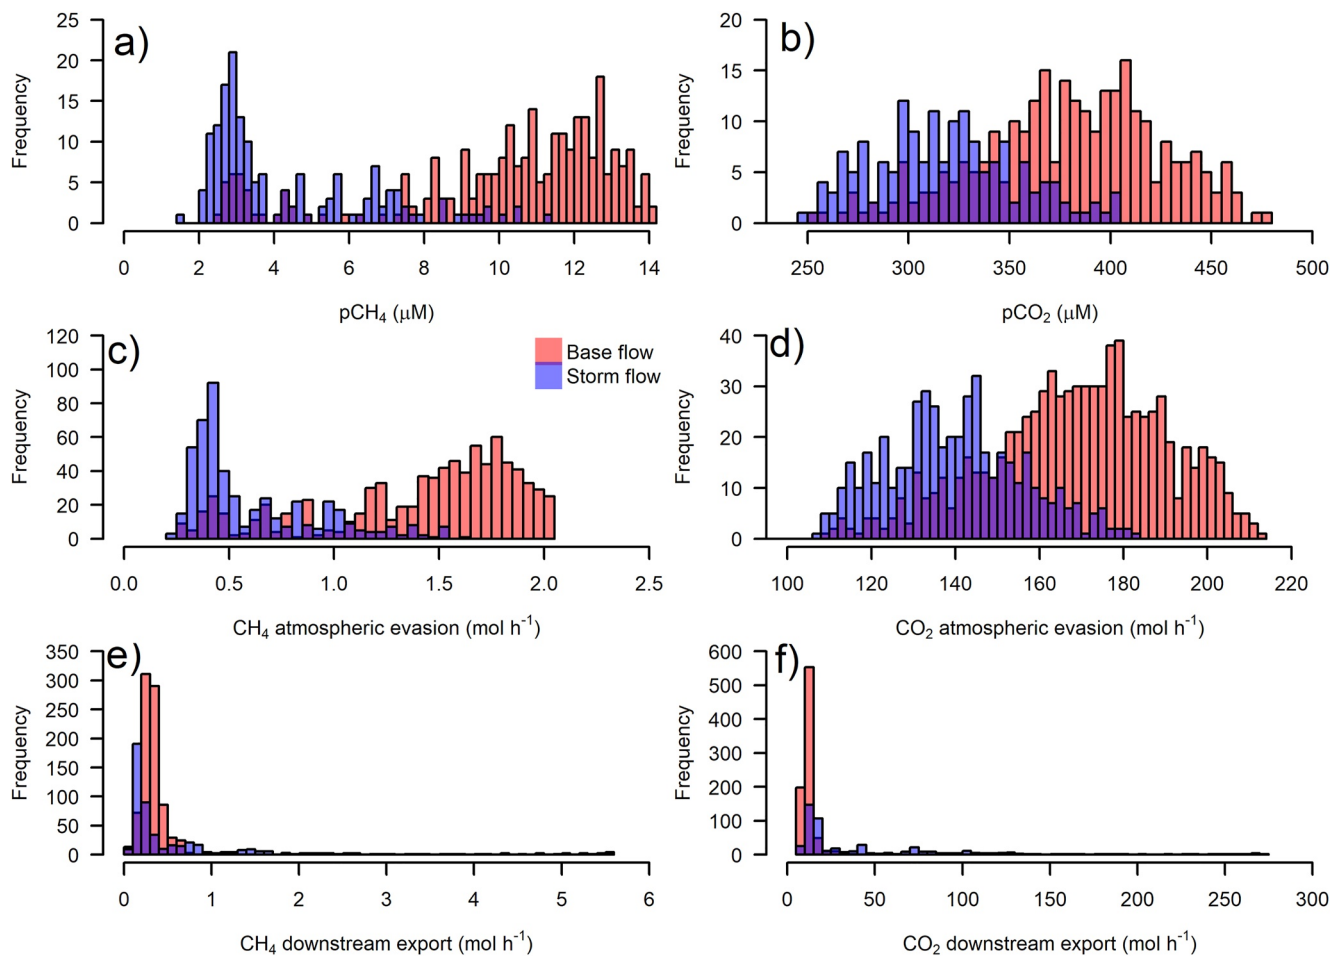 a)
Frequency
25
20
15
10
5
0
0 2 4 6 8 10 12 14
pCH₄ (μM)
b)
Frequency
20
15
10
5
0
250 300 350 400 450 500
pCO₂ (μM)
c)
Frequency
120
100
80
60
40
20
0
0.0 0.5 1.0 1.5 2.0 2.5
CH₄ atmospheric evasion (mol h⁻¹)
Base flow
Storm flow
d)
Frequency
40
30
20
10
0
100 120 140 160 180 200 220
CO₂ atmospheric evasion (mol h⁻¹)
e)
Frequency
350
300
250
200
150
100
50
0
0 1 2 3 4 5 6
CH₄ downstream export (mol h⁻¹)
f)
Frequency
600
500
400
300
200
100
0
0 50 100 150 200 250 300
CO₂ downstream export (mol h⁻¹)